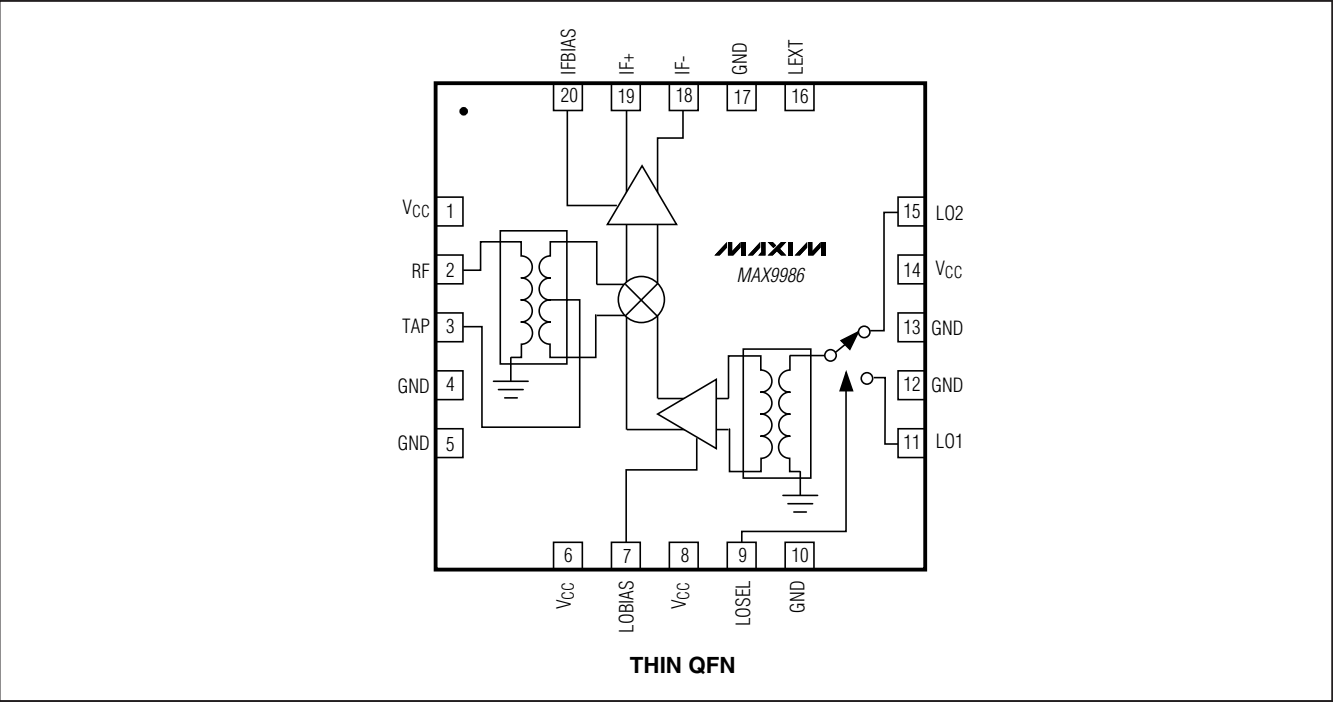 IFBIAS
IF+
IF-
GND
LEXT
20
19
18
17
16
VCC 1
RF 2
TAP 3
GND 4
GND 5
MAXIM
MAX9986
15 LO2
14 VCC
13 GND
12 GND
11 LO1
6
7
8
9
10
VCC
LOBIAS
VCC
LOSEL
GND
THIN QFN